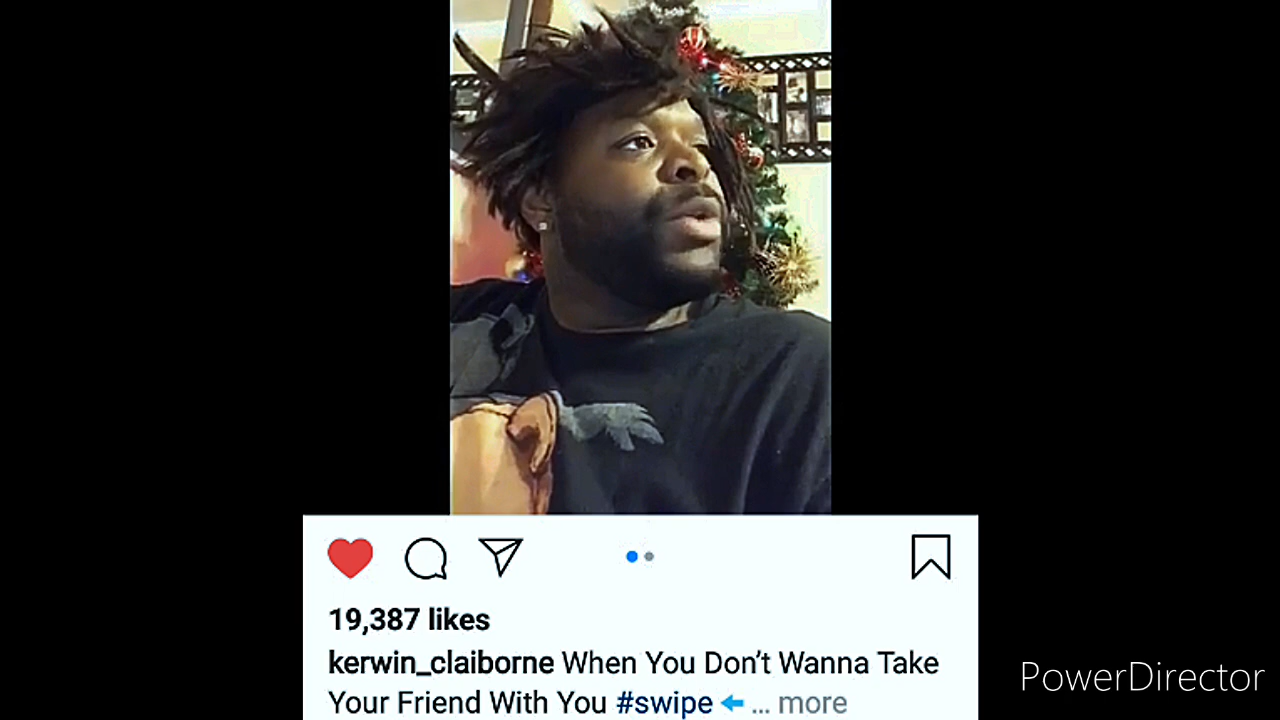 19,387 likes
kerwin_claiborne When You Don't Wanna Take
Your Friend With You #swipe ... more
PowerDirector